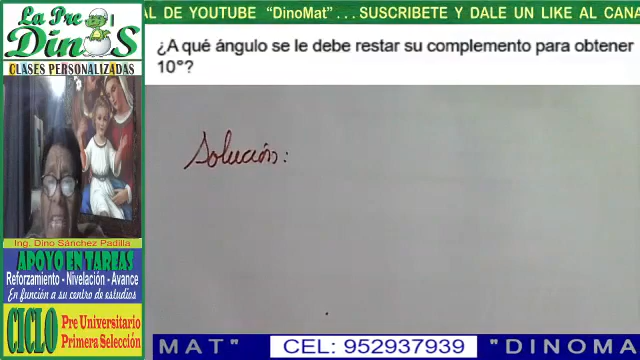 La Pre
DinoS
CLASES PERSONALIZADAS
AL DE YOUTUBE "DinoMat"... SUSCRIBETE Y DALE UN LIKE AL CANA
¿A qué ángulo se le debe restar su complemento para obtener
10°?
Solución:
Ing. Dino Sánchez Padilla
APOYO EN TAREAS
Reforzamiento - Nivelación - Avance
En función a su centro de estudios
CICLO Pre Universitario
Primera Selección
MAT" CEL: 952937939 "DINOMA